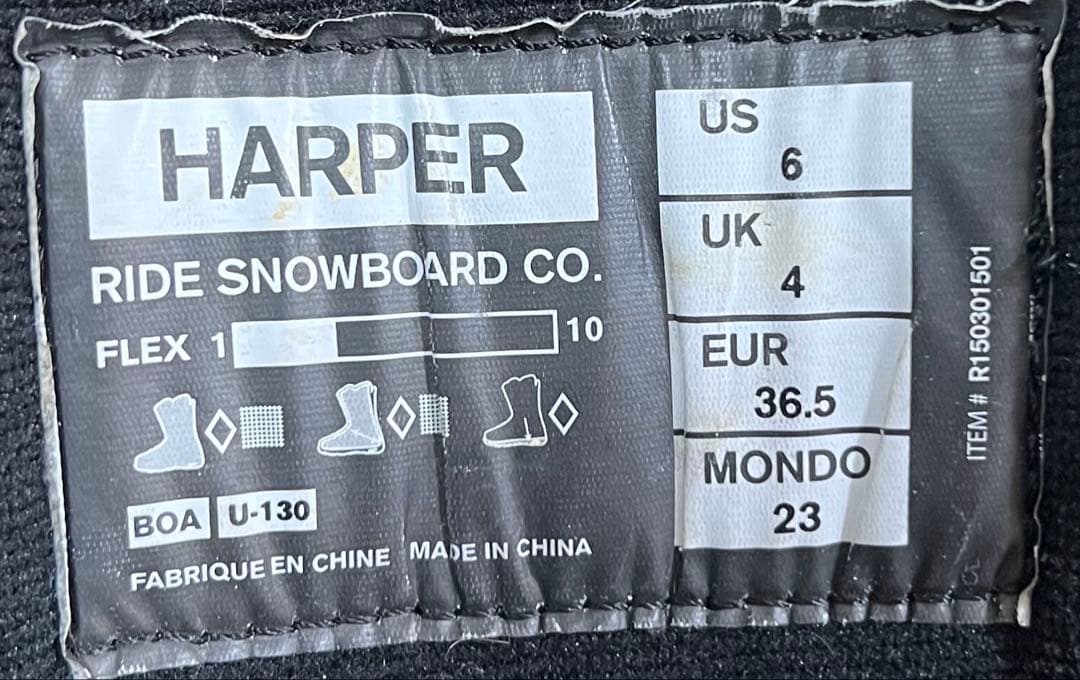 HARPER
RIDE SNOWBOARD CO.
FLEX 1 10
BOA U-130
FABRIQUE EN CHINE MADE IN CHINA
US
6
UK
4
EUR
36.5
MONDO
23
ITEM # R150301501